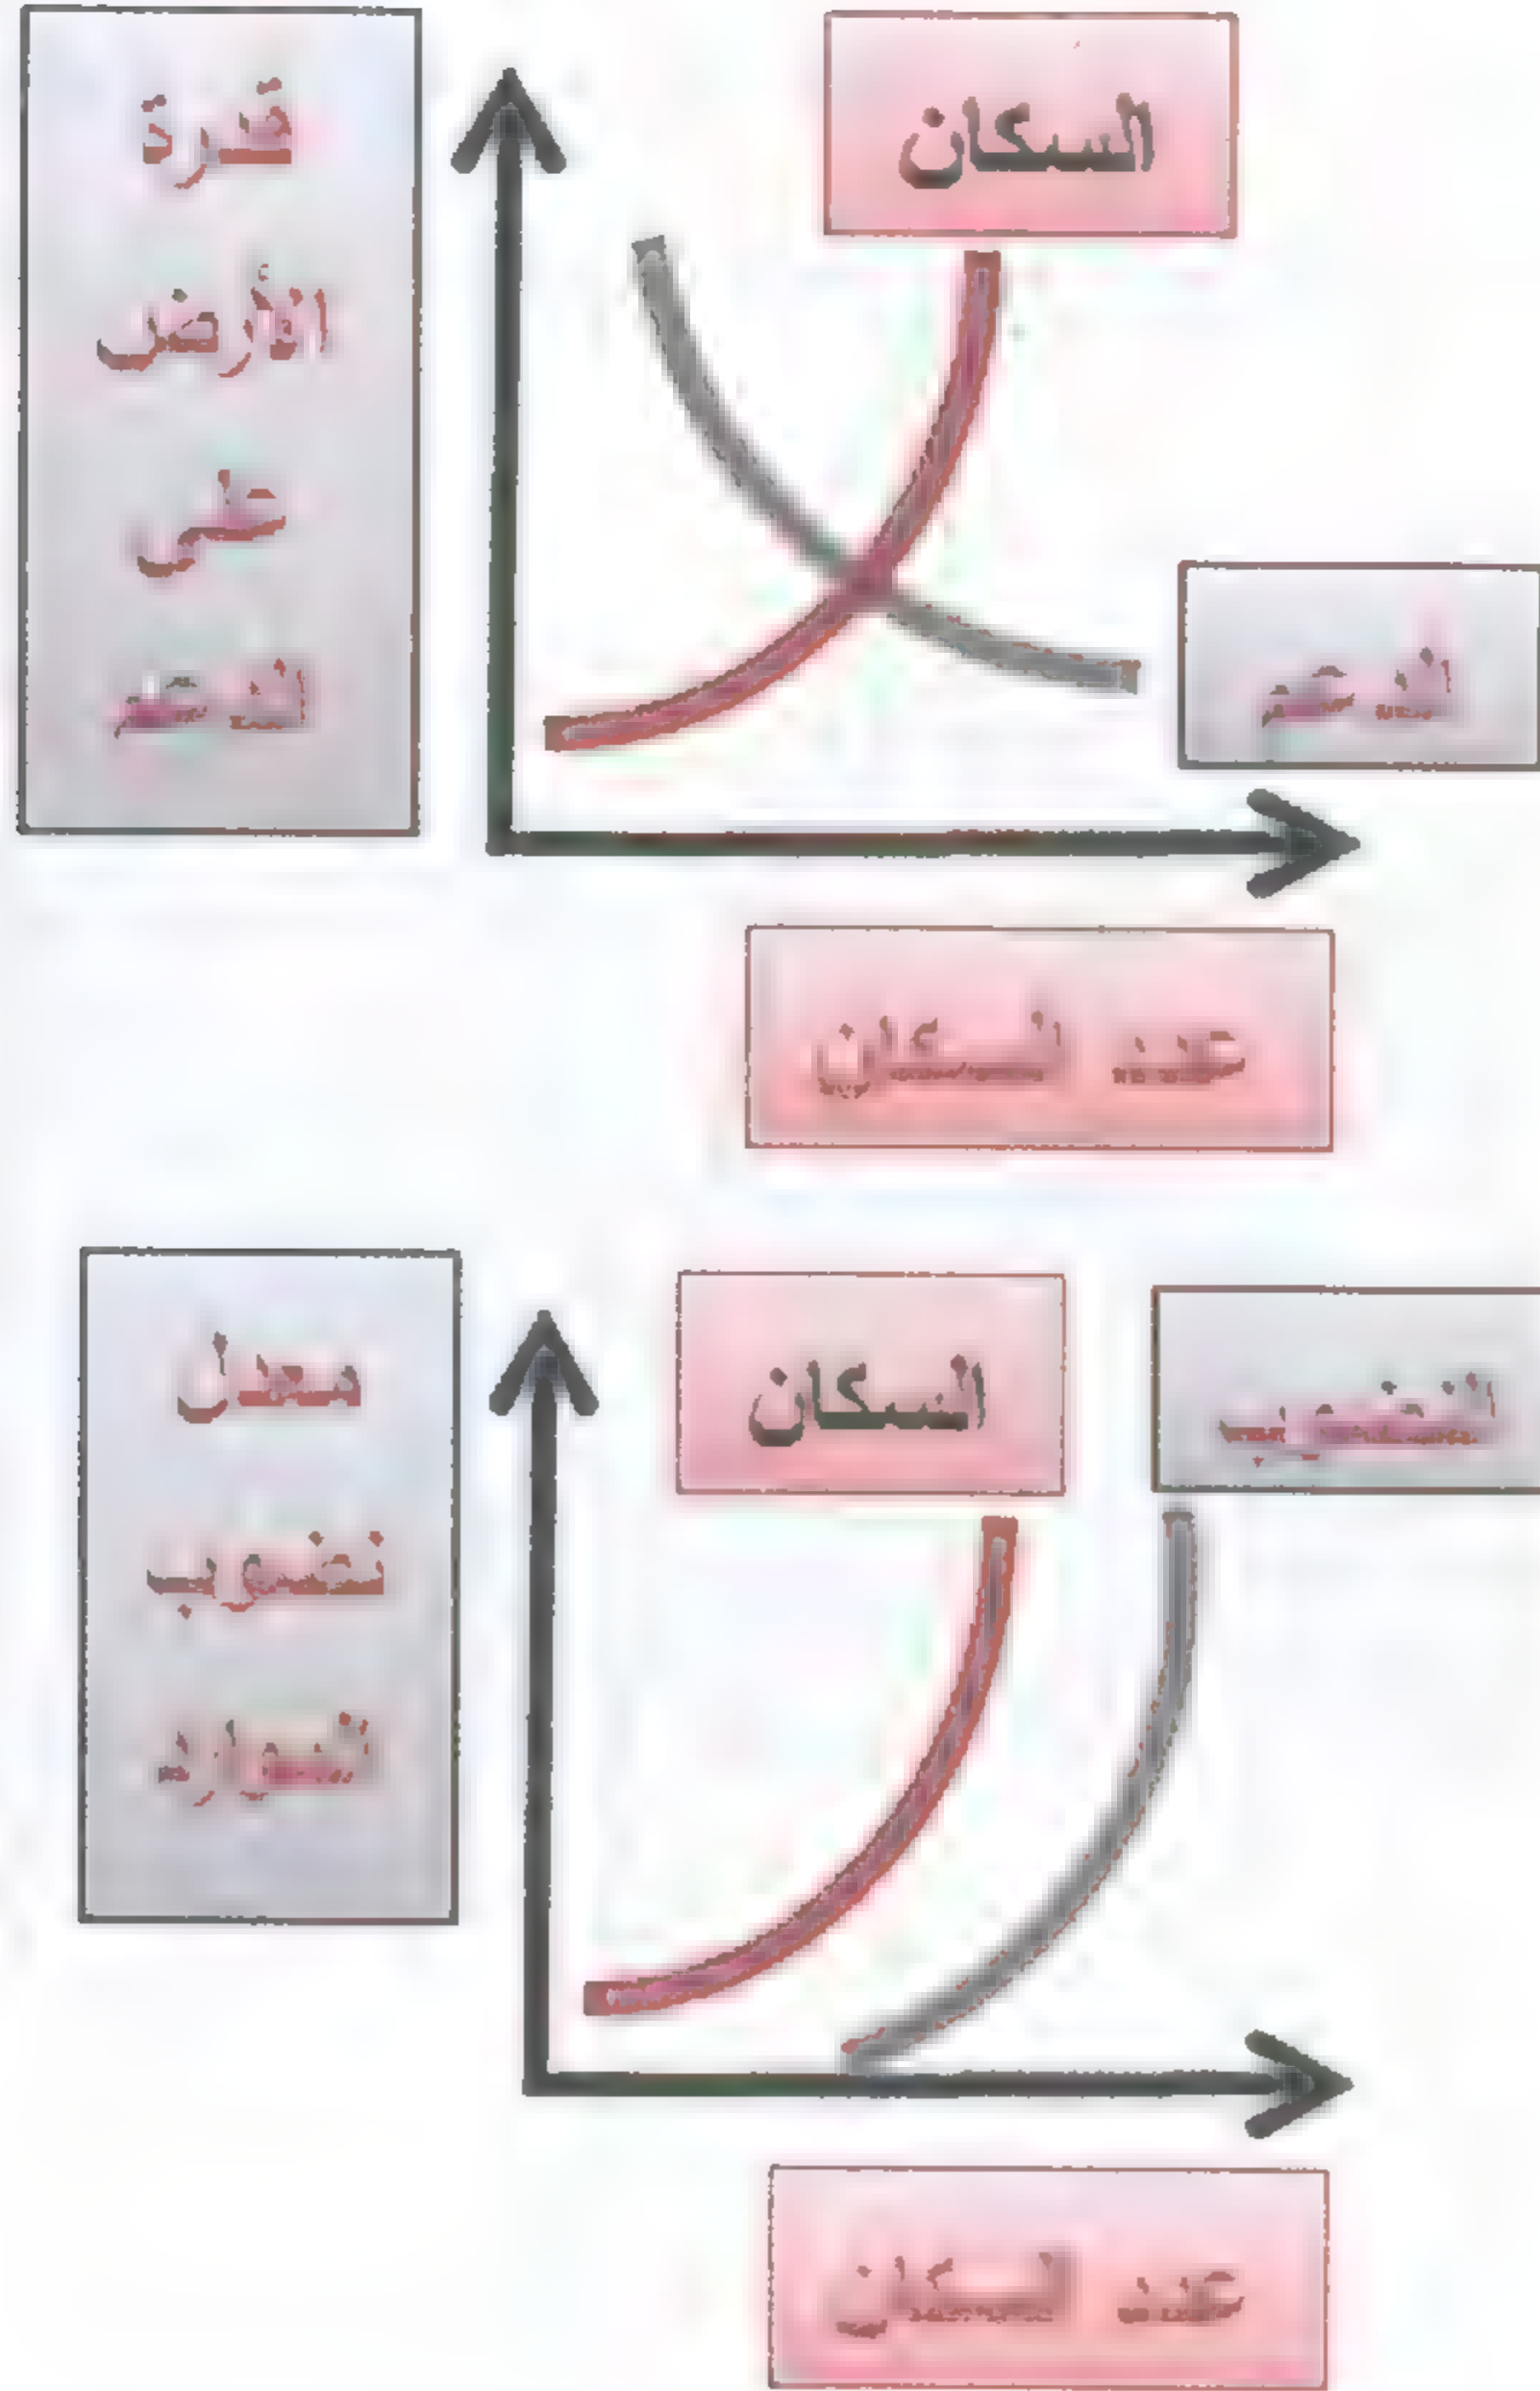 السكان
قدرة
الأرض
على
الدعم
الدعم
عدد السكان
السكان
النضوب
معدل
نضوب
الموارد
عدد السكان